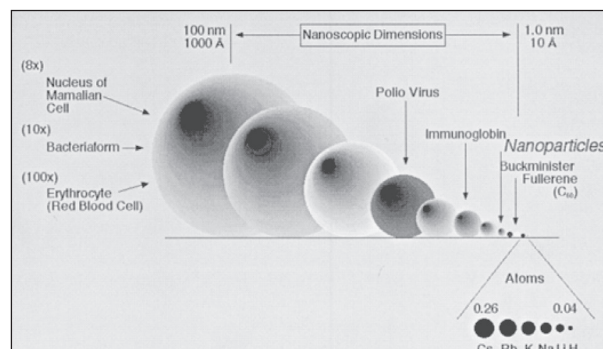 100 nm
1000 Å
Nanoscopic Dimensions
1.0 nm
10 Å
(8x)
Nucleus of
Mamalian
Cell
(10x)
Bacteriaform
(100x)
Erythrocyte
(Red Blood Cell)
Polio Virus
Immunoglobin
Nanoparticles
Buckminister
Fullerene
(C₆₀)
Atoms
0.26
0.04
Cs Rb K Na Li H